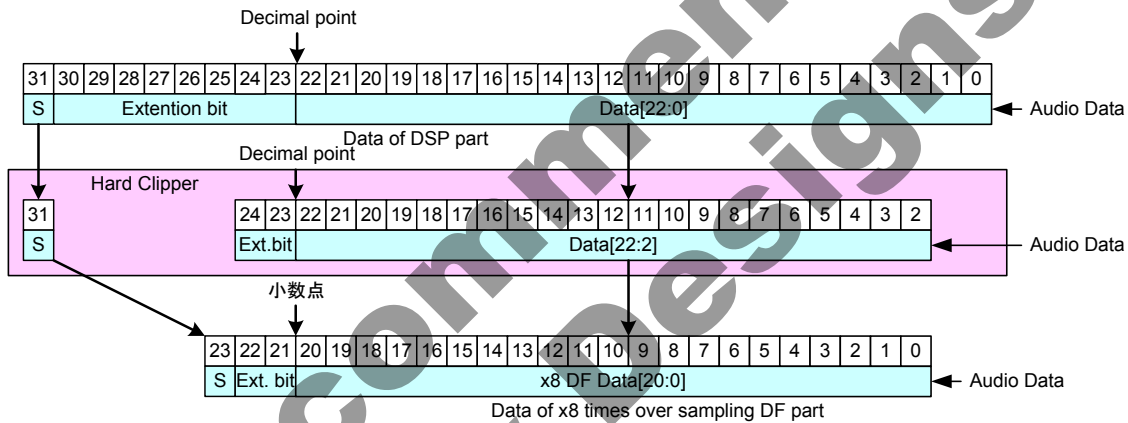 Decimal point
31 30 29 28 27 26 25 24 23 22 21 20 19 18 17 16 15 14 13 12 11 10 9 8 7 6 5 4 3 2 1 0
S Extention bit Data[22:0] Audio Data
Data of DSP part
Decimal point
Hard Clipper
31 24 23 22 21 20 19 18 17 16 15 14 13 12 11 10 9 8 7 6 5 4 3 2
S Ext.bit Data[22:2] Audio Data
小数点
23 22 21 20 19 18 17 16 15 14 13 12 11 10 9 8 7 6 5 4 3 2 1 0
S Ext. bit x8 DF Data[20:0] Audio Data
Data of x8 times over sampling DF part
commen
Designs